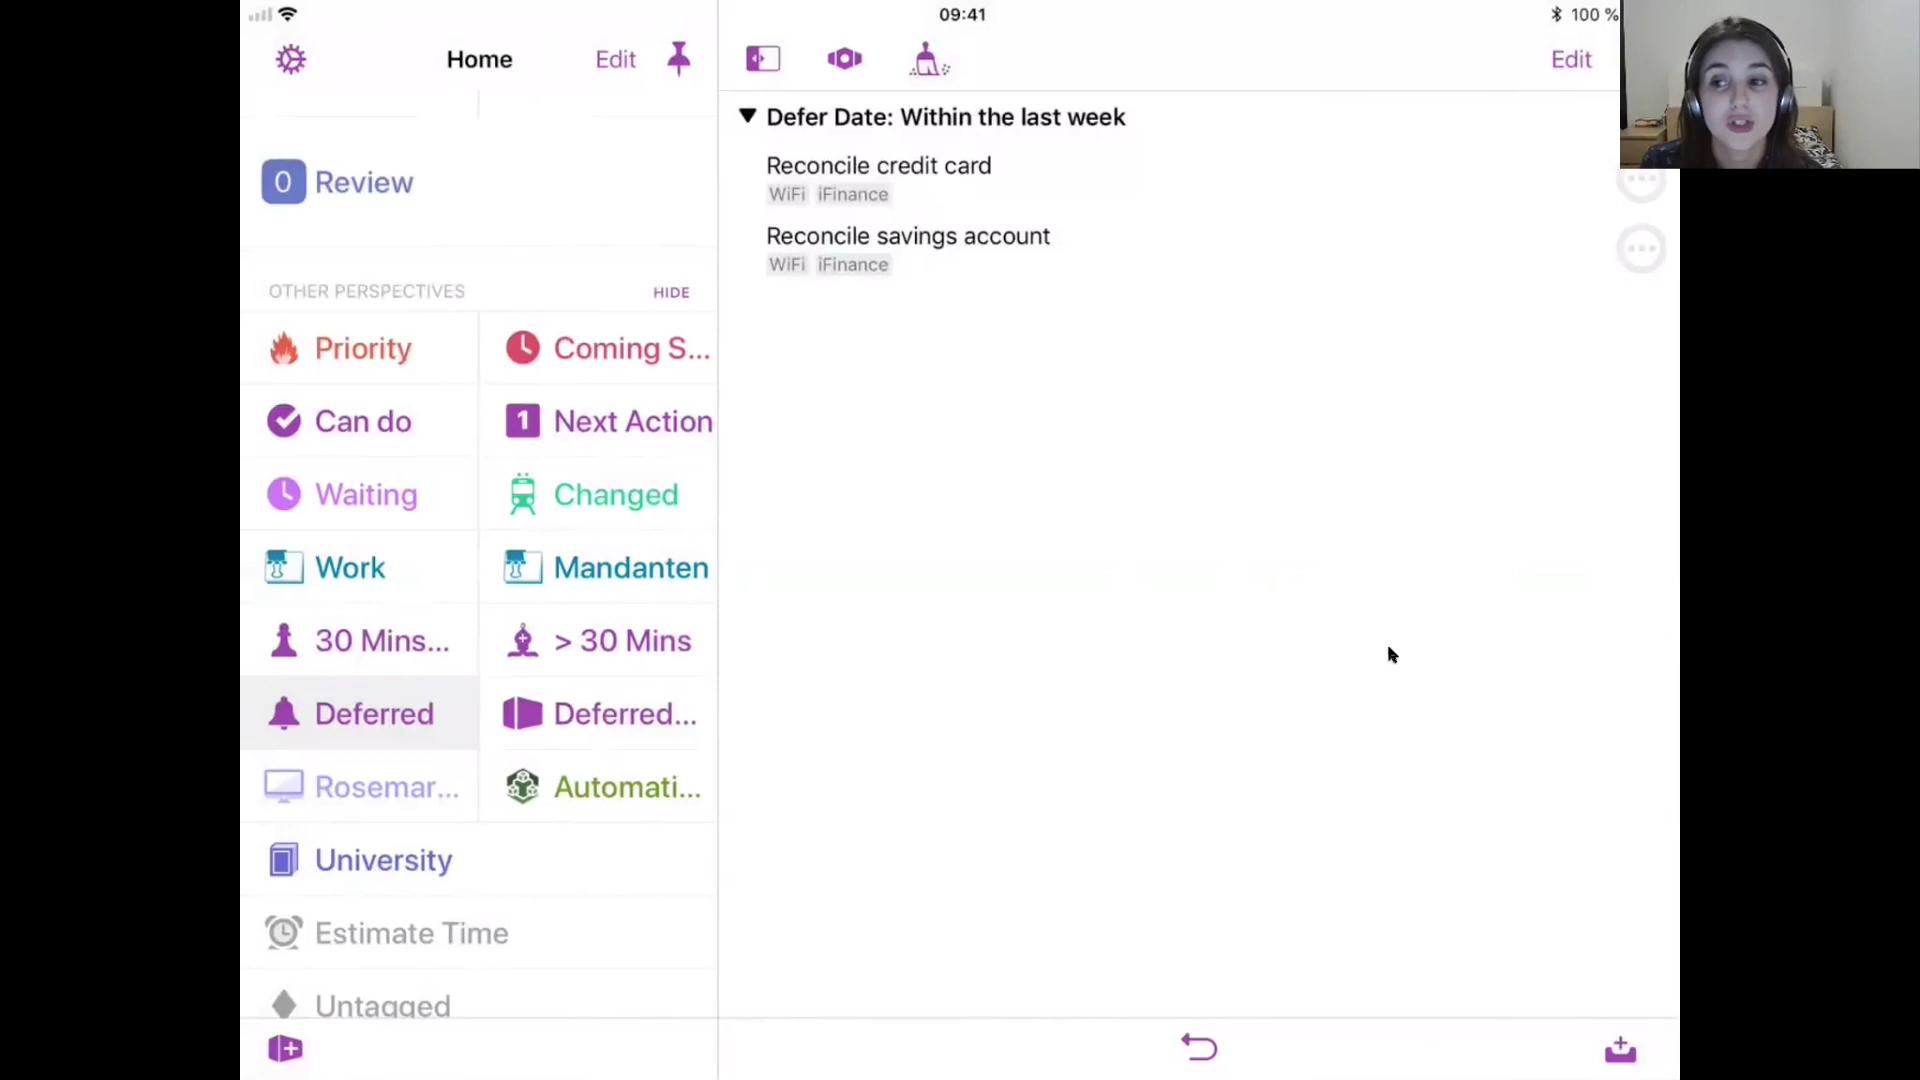 09:41
100 %
Home
Edit
Edit
0 Review
OTHER PERSPECTIVES
HIDE
Priority
Coming S...
Can do
1 Next Action
Waiting
Changed
Work
Mandanten
30 Mins...
> 30 Mins
Deferred
Deferred...
Rosemar...
Automati...
University
Estimate Time
Untagged
Defer Date: Within the last week
Reconcile credit card
WiFi iFinance
Reconcile savings account
WiFi iFinance